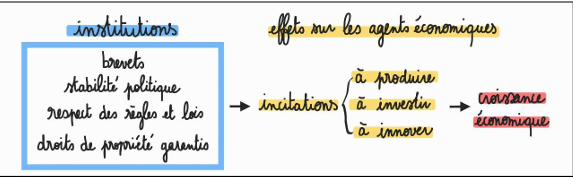 institutions
brevets
stabilité politique
respect des règles et lois
droits de propriété garantis
effets sur les agents économiques
incitations
à produire
à investir
à innover
croissance
économique